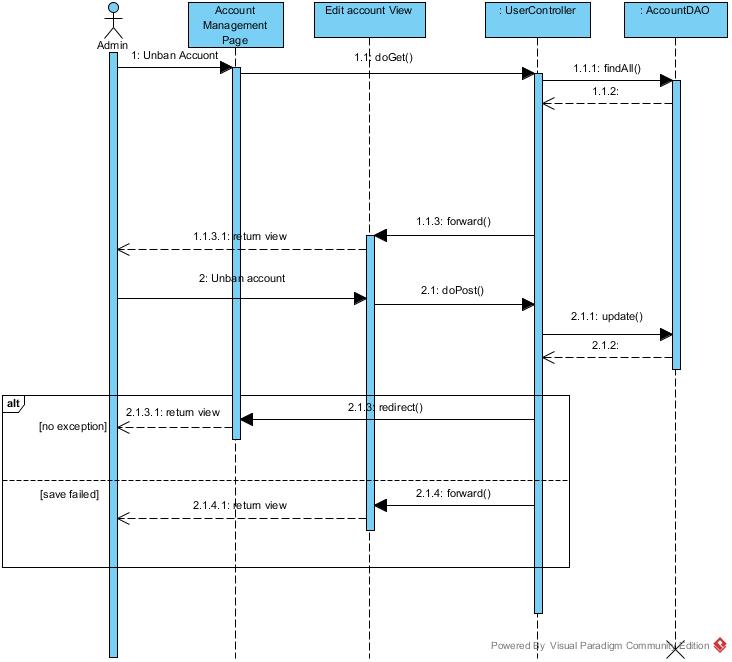 Account
Management
Page
Edit account View
: UserController
: AccountDAO
Admin
1: Unban Accuont
1.1: doGet()
1.1.1: findAll()
1.1.2:
1.1.3: forward()
1.1.3.1: return view
2: Unban account
2.1: doPost()
2.1.1: update()
2.1.2:
alt
2.1.3: redirect()
2.1.3.1: return view
[no exception]
[save failed]
2.1.4: forward()
2.1.4.1: return view
Powered By Visual Paradigm Community Edition